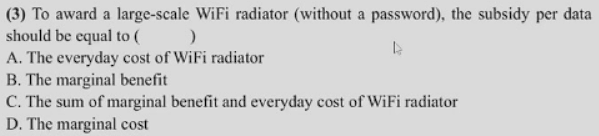 (3) To award a large-scale WiFi radiator (without a password), the subsidy per data
should be equal to (          )
A. The everyday cost of WiFi radiator
B. The marginal benefit
C. The sum of marginal benefit and everyday cost of WiFi radiator
D. The marginal cost